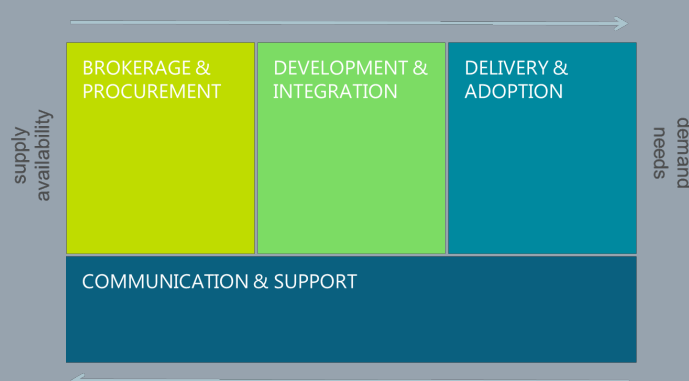 BROKERAGE &
PROCUREMENT
DEVELOPMENT &
INTEGRATION
DELIVERY &
ADOPTION
supply
availability
demand
needs
COMMUNICATION & SUPPORT